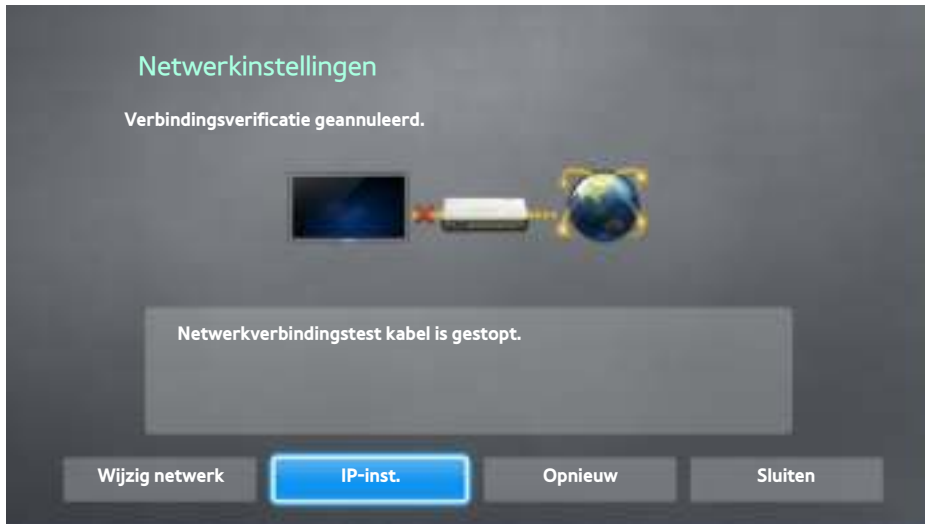 Netwerkinstellingen
Verbindingsverificatie geannuleerd.
Netwerkverbindingstest kabel is gestopt.
Wijzig netwerk
IP-inst.
Opnieuw
Sluiten